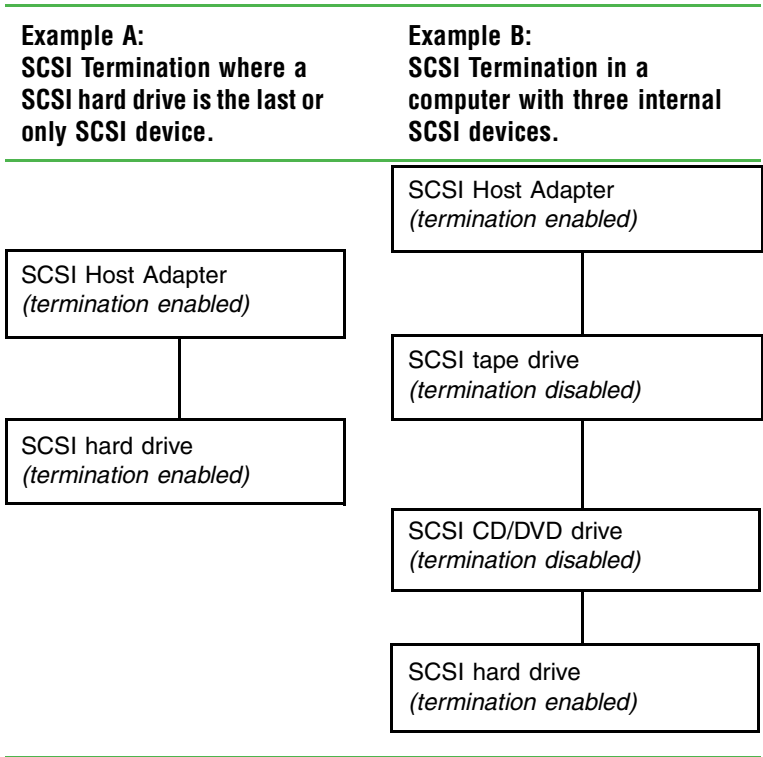 Example A:
SCSI Termination where a
SCSI hard drive is the last or
only SCSI device.
Example B:
SCSI Termination in a
computer with three internal
SCSI devices.
SCSI Host Adapter
(termination enabled)
SCSI hard drive
(termination enabled)
SCSI Host Adapter
(termination enabled)
SCSI tape drive
(termination disabled)
SCSI CD/DVD drive
(termination disabled)
SCSI hard drive
(termination enabled)